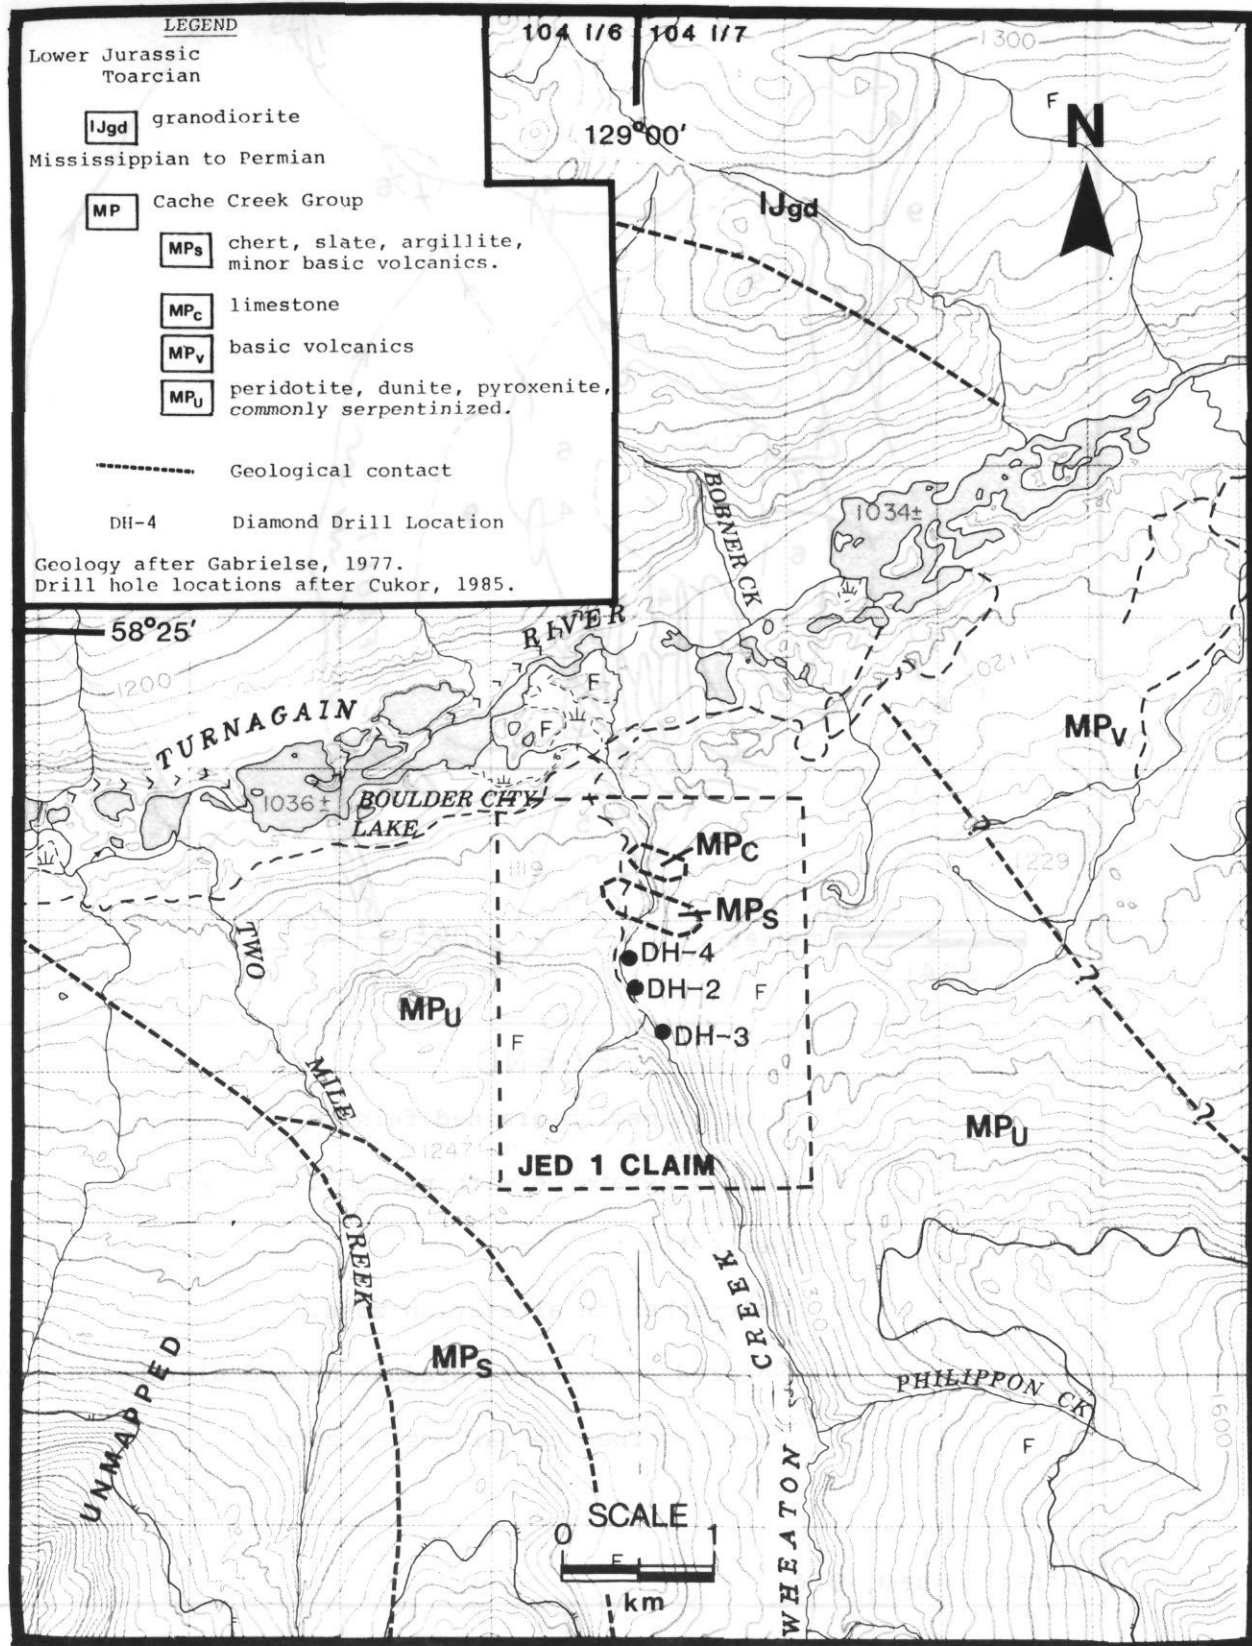 LEGEND
Lower Jurassic
Toarcian
lJgd granodiorite
Mississippian to Permian
MP Cache Creek Group
MPs chert, slate, argillite,
minor basic volcanics.
MPc limestone
MPv basic volcanics
MPU peridotite, dunite, pyroxenite,
commonly serpentinized.
Geological contact
DH-4 Diamond Drill Location
Geology after Gabrielse, 1977.
Drill hole locations after Cukor, 1985.
104 I/6 104 I/7
129°00'
1300
F
N
lJgd
BOBNER CK
1034±
58°25'
RIVER
1200
TURNAGAIN
F
F
1120
MPV
1036±
BOULDER CITY
LAKE
1119
MPC
?
1229
MPS
TWO
DH-4
DH-2 F
?
MPU
F
DH-3
MILE
?
MPU
1247
JED 1 CLAIM
CREEK
CREEK
1300
UNMAPPED
MPS
PHILIPPON CK
F
1600
WHEATON
SCALE
0 1
F
km